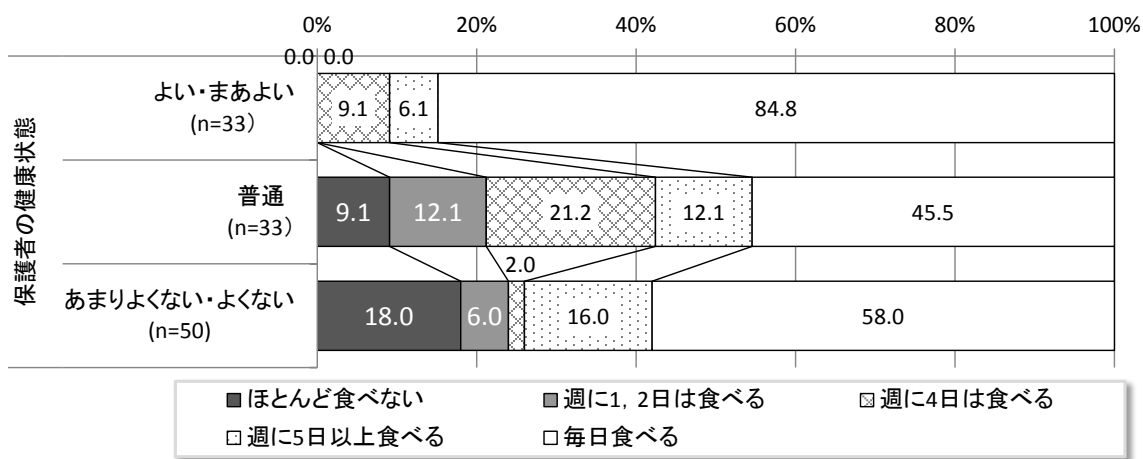 0% 20% 40% 60% 80% 100%
0.0 0.0
保護者の健康状態
よい・まあよい
(n=33)
9.1 6.1 84.8
普通
(n=33)
9.1 12.1 21.2 12.1 45.5
2.0
あまりよくない・よくない
(n=50)
18.0 6.0 16.0 58.0
ほとんど食べない 週に1, 2日は食べる 週に4日は食べる
週に5日以上食べる 毎日食べる